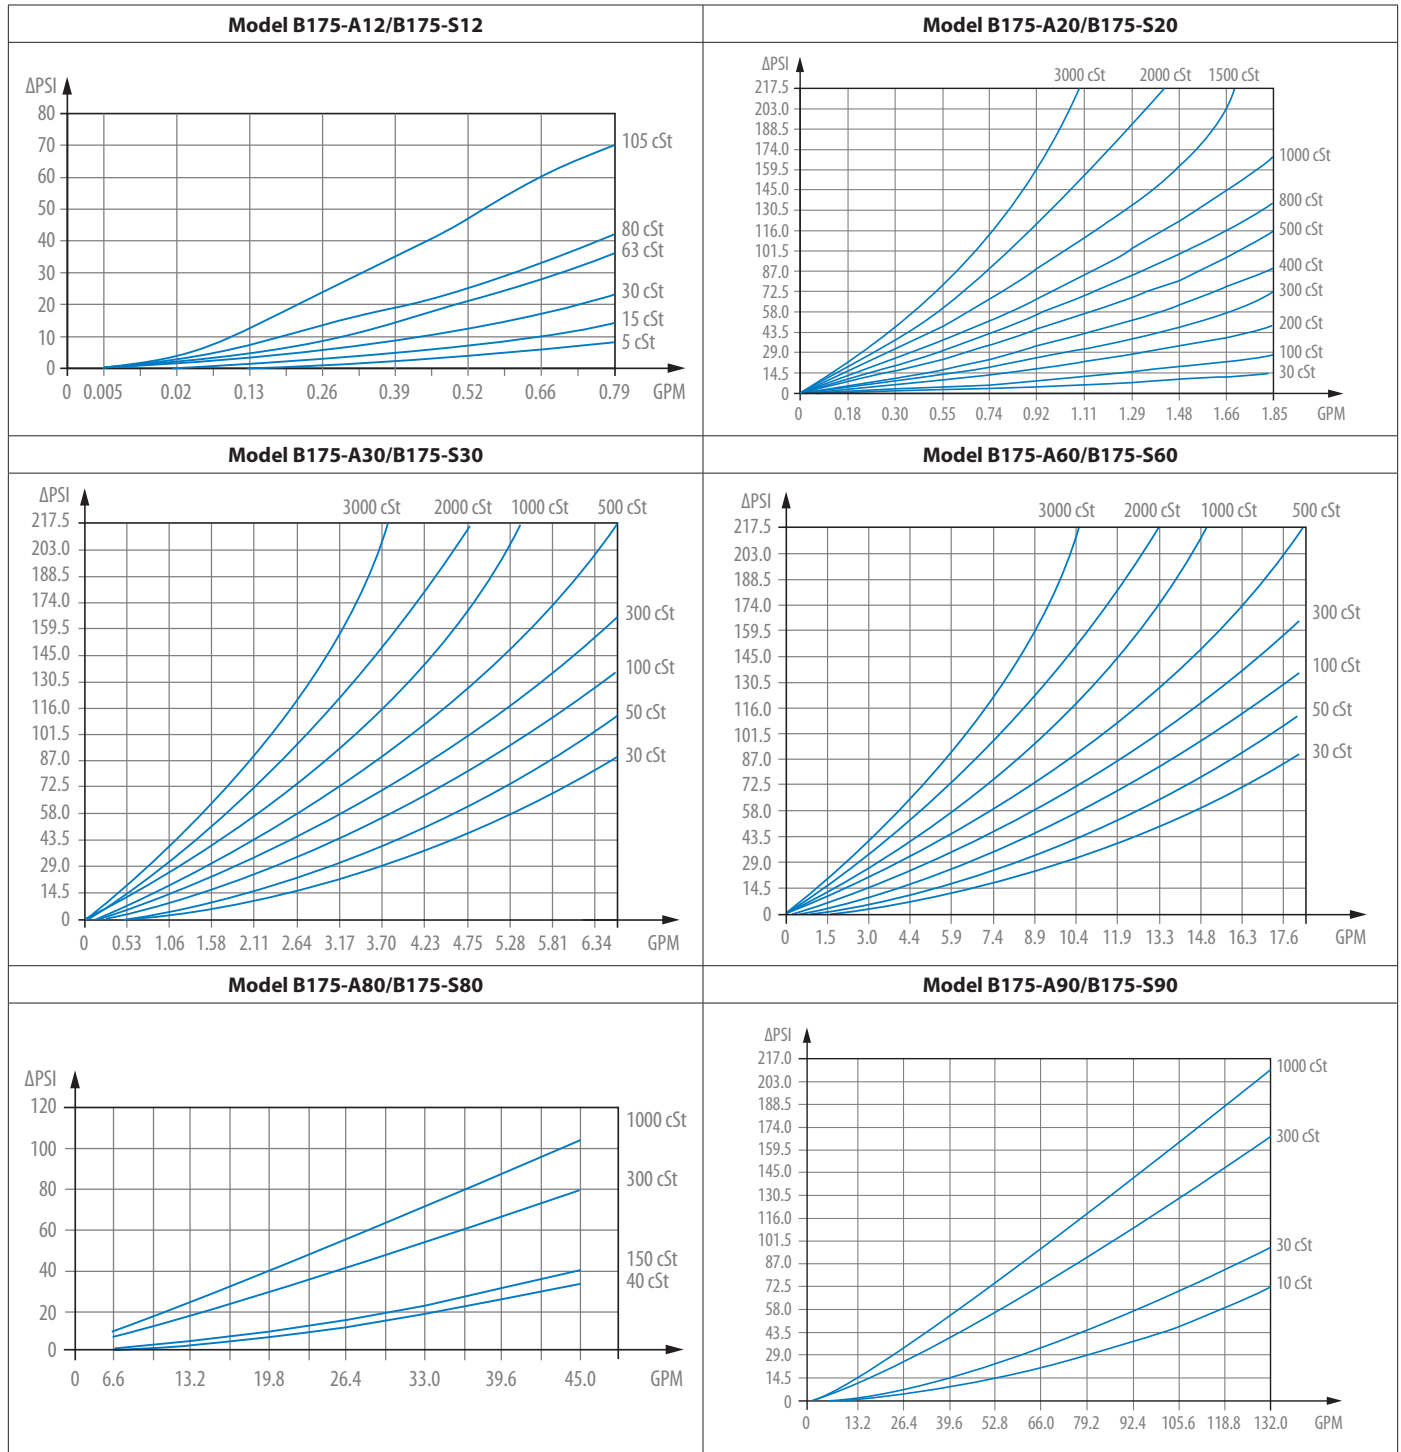 Model B175-A12/B175-S12
ΔPSI
80
70
60
50
40
30
20
10
0
105 cSt
80 cSt
63 cSt
30 cSt
15 cSt
5 cSt
0 0.005 0.02 0.13 0.26 0.39 0.52 0.66 0.79 GPM
Model B175-A20/B175-S20
ΔPSI
3000 cSt 2000 cSt 1500 cSt
217.5
203.0
188.5
174.0
159.5
145.0
130.5
116.0
101.5
87.0
72.5
58.0
43.5
29.0
14.5
0
1000 cSt
800 cSt
500 cSt
400 cSt
300 cSt
200 cSt
100 cSt
30 cSt
0 0.18 0.30 0.55 0.74 0.92 1.11 1.29 1.48 1.66 1.85 GPM
Model B175-A30/B175-S30
ΔPSI
3000 cSt 2000 cSt 1000 cSt 500 cSt
217.5
203.0
188.5
174.0
159.5
145.0
130.5
116.0
101.5
87.0
72.5
58.0
43.5
29.0
14.5
0
300 cSt
100 cSt
50 cSt
30 cSt
0 0.53 1.06 1.58 2.11 2.64 3.17 3.70 4.23 4.75 5.28 5.81 6.34 GPM
Model B175-A60/B175-S60
ΔPSI
3000 cSt 2000 cSt 1000 cSt 500 cSt
217.5
203.0
188.5
174.0
159.5
145.0
130.5
116.0
101.5
87.0
72.5
58.0
43.5
29.0
14.5
0
300 cSt
100 cSt
50 cSt
30 cSt
0 1.5 3.0 4.4 5.9 7.4 8.9 10.4 11.9 13.3 14.8 16.3 17.6 GPM
Model B175-A80/B175-S80
ΔPSI
120
100
80
60
40
20
0
1000 cSt
300 cSt
150 cSt
40 cSt
0 6.6 13.2 19.8 26.4 33.0 39.6 45.0 GPM
Model B175-A90/B175-S90
ΔPSI
217.0
203.0
188.5
174.0
159.5
145.0
130.5
116.0
101.5
87.0
72.5
58.0
43.5
29.0
14.5
0
1000 cSt
300 cSt
30 cSt
10 cSt
0 13.2 26.4 39.6 52.8 66.0 79.2 92.4 105.6 118.8 132.0 GPM